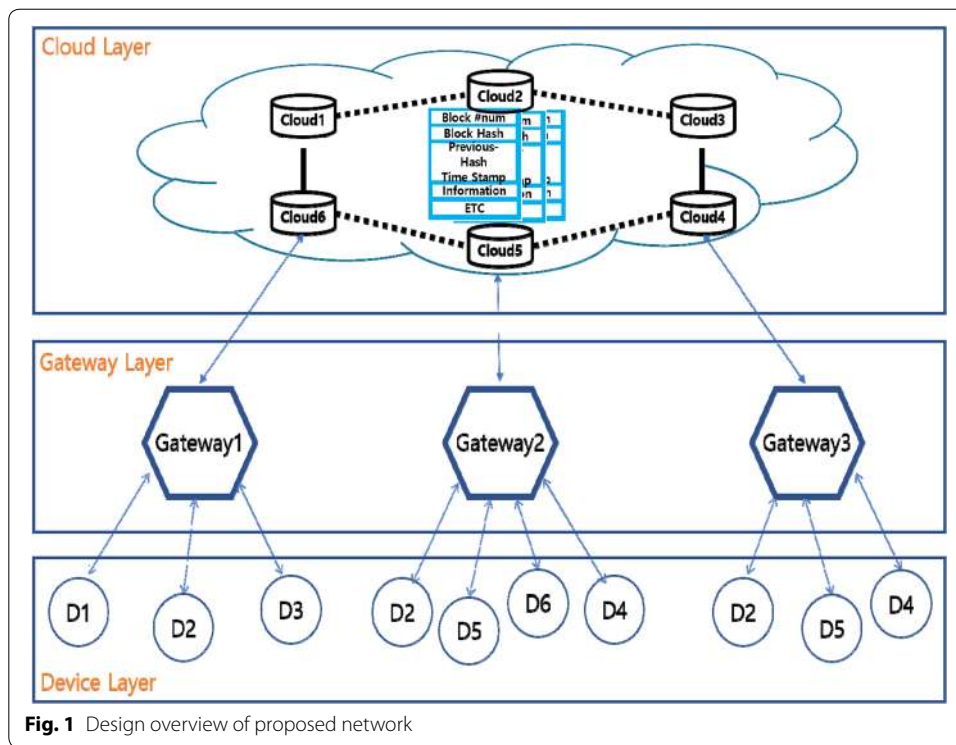 Cloud Layer
Cloud1
Cloud2
Cloud3
Block #num
m
Block Hash
h
Previous-
Hash
Time Stamp
up
Information
on
n
ETC
Cloud6
Cloud5
Cloud4
Gateway Layer
Gateway1
Gateway2
Gateway3
D1
D2
D3
D2
D5
D6
D4
D2
D5
D4
Device Layer
Fig. 1 Design overview of proposed network